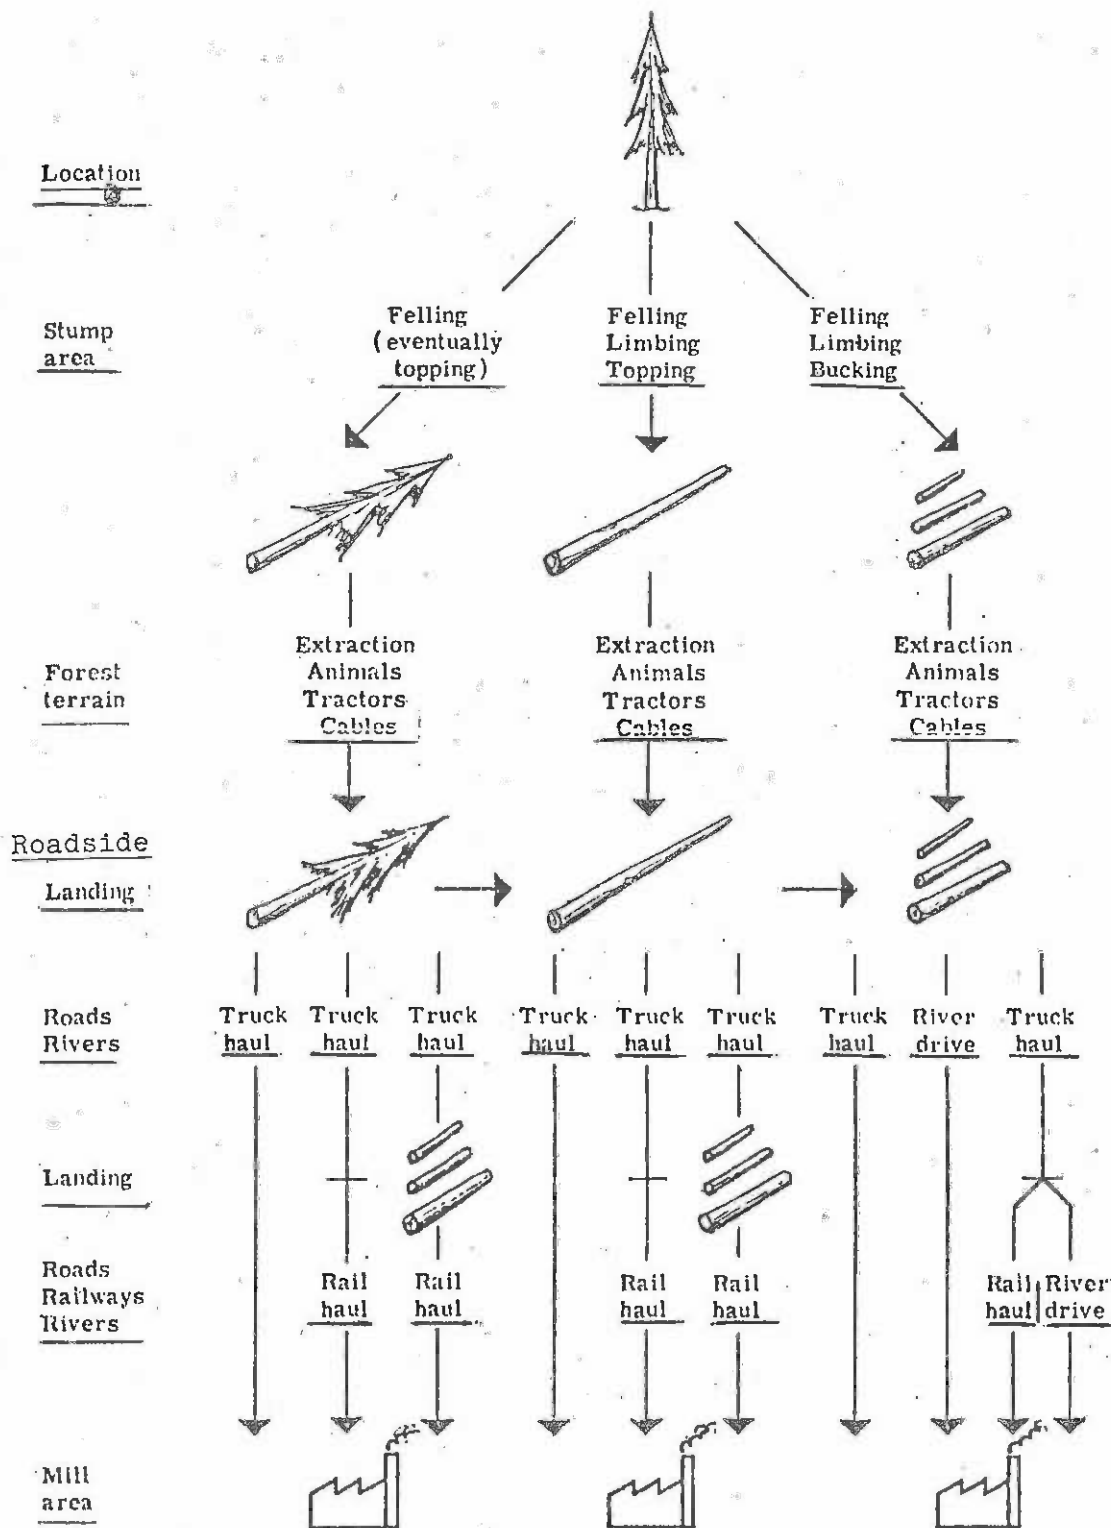 Location
Stump
area
Felling
(eventually
topping)
Felling
Limbing
Topping
Felling
Limbing
Bucking
Forest
terrain
Extraction
Animals
Tractors
Cables
Extraction
Animals
Tractors
Cables
Extraction
Animals
Tractors
Cables
Roadside
Landing
Roads
Rivers
Truck
haul
Truck
haul
Truck
haul
Truck
haul
Truck
haul
Truck
haul
Truck
haul
River
drive
Truck
haul
Landing
Roads
Railways
Rivers
Rail
haul
Rail
haul
Rail
haul
Rail
haul
Rail
haul
River
drive
Mill
area